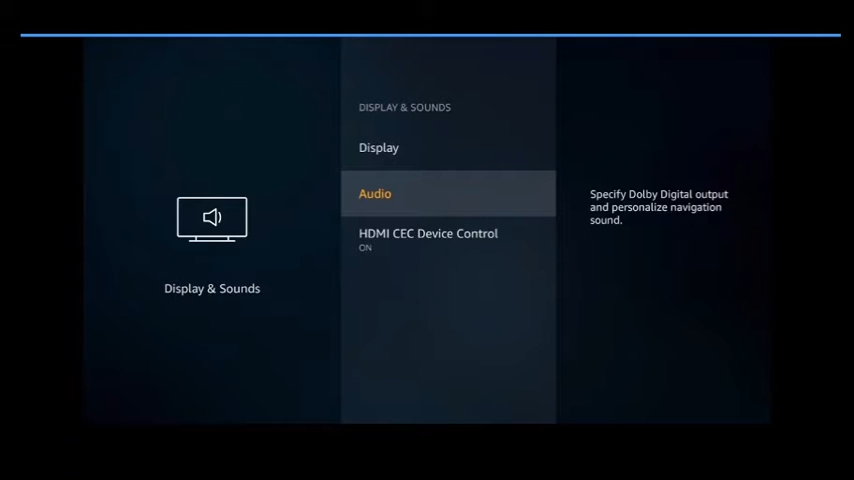 DISPLAY & SOUNDS
Display
Audio
HDMI CEC Device Control
ON
Display & Sounds
Specify Dolby Digital output
and personalize navigation
sound.